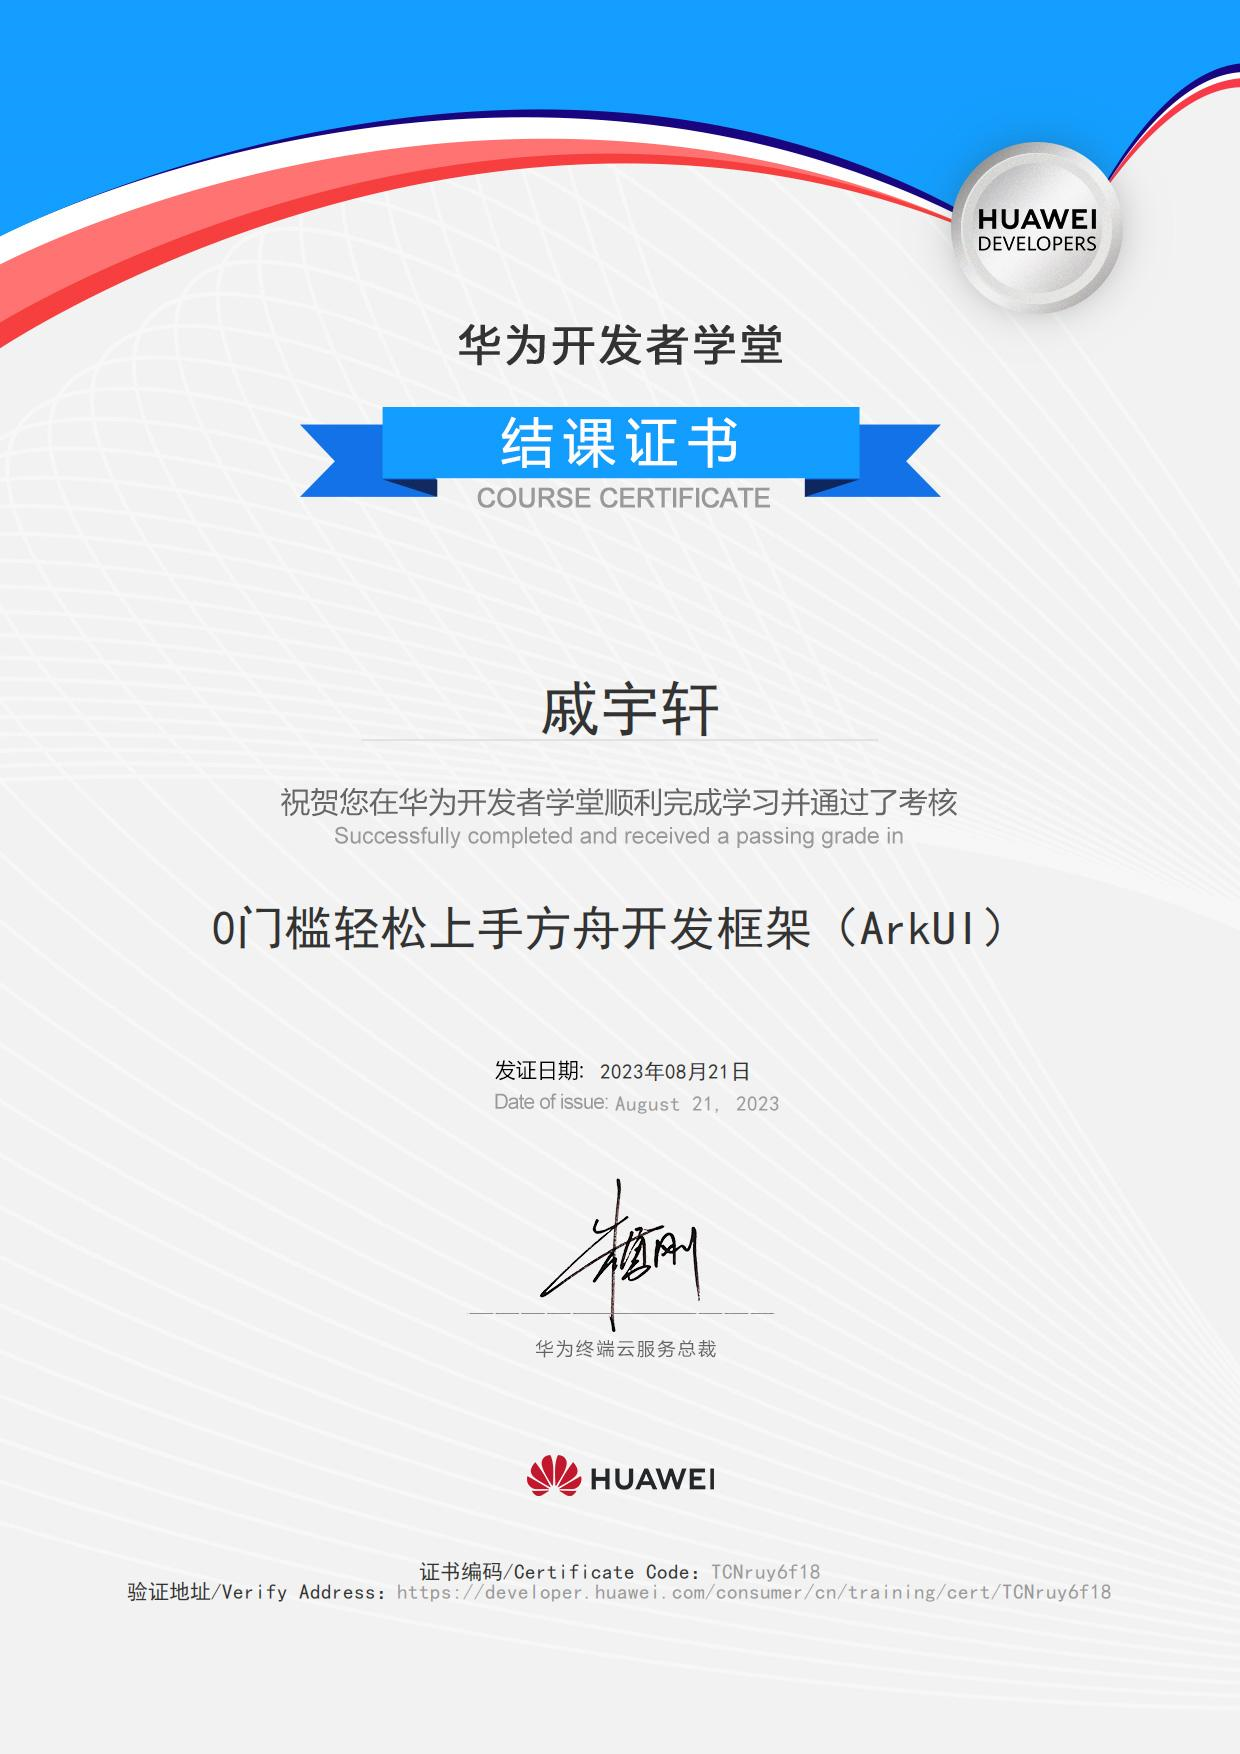 HUAWEI
DEVELOPERS
华为开发者学堂
结课证书
COURSE CERTIFICATE
戚宇轩
祝贺您在华为开发者学堂顺利完成学习并通过了考核
Successfully completed and received a passing grade in
0门槛轻松上手方舟开发框架（ArkUI）
发证日期: 2023年08月21日
Date of issue: August 21, 2023
华为终端云服务总裁
HUAWEI
证书编码/Certificate Code: TCNruy6f18
验证地址/Verify Address: https://developer.huawei.com/consumer/cn/training/cert/TCNruy6f18